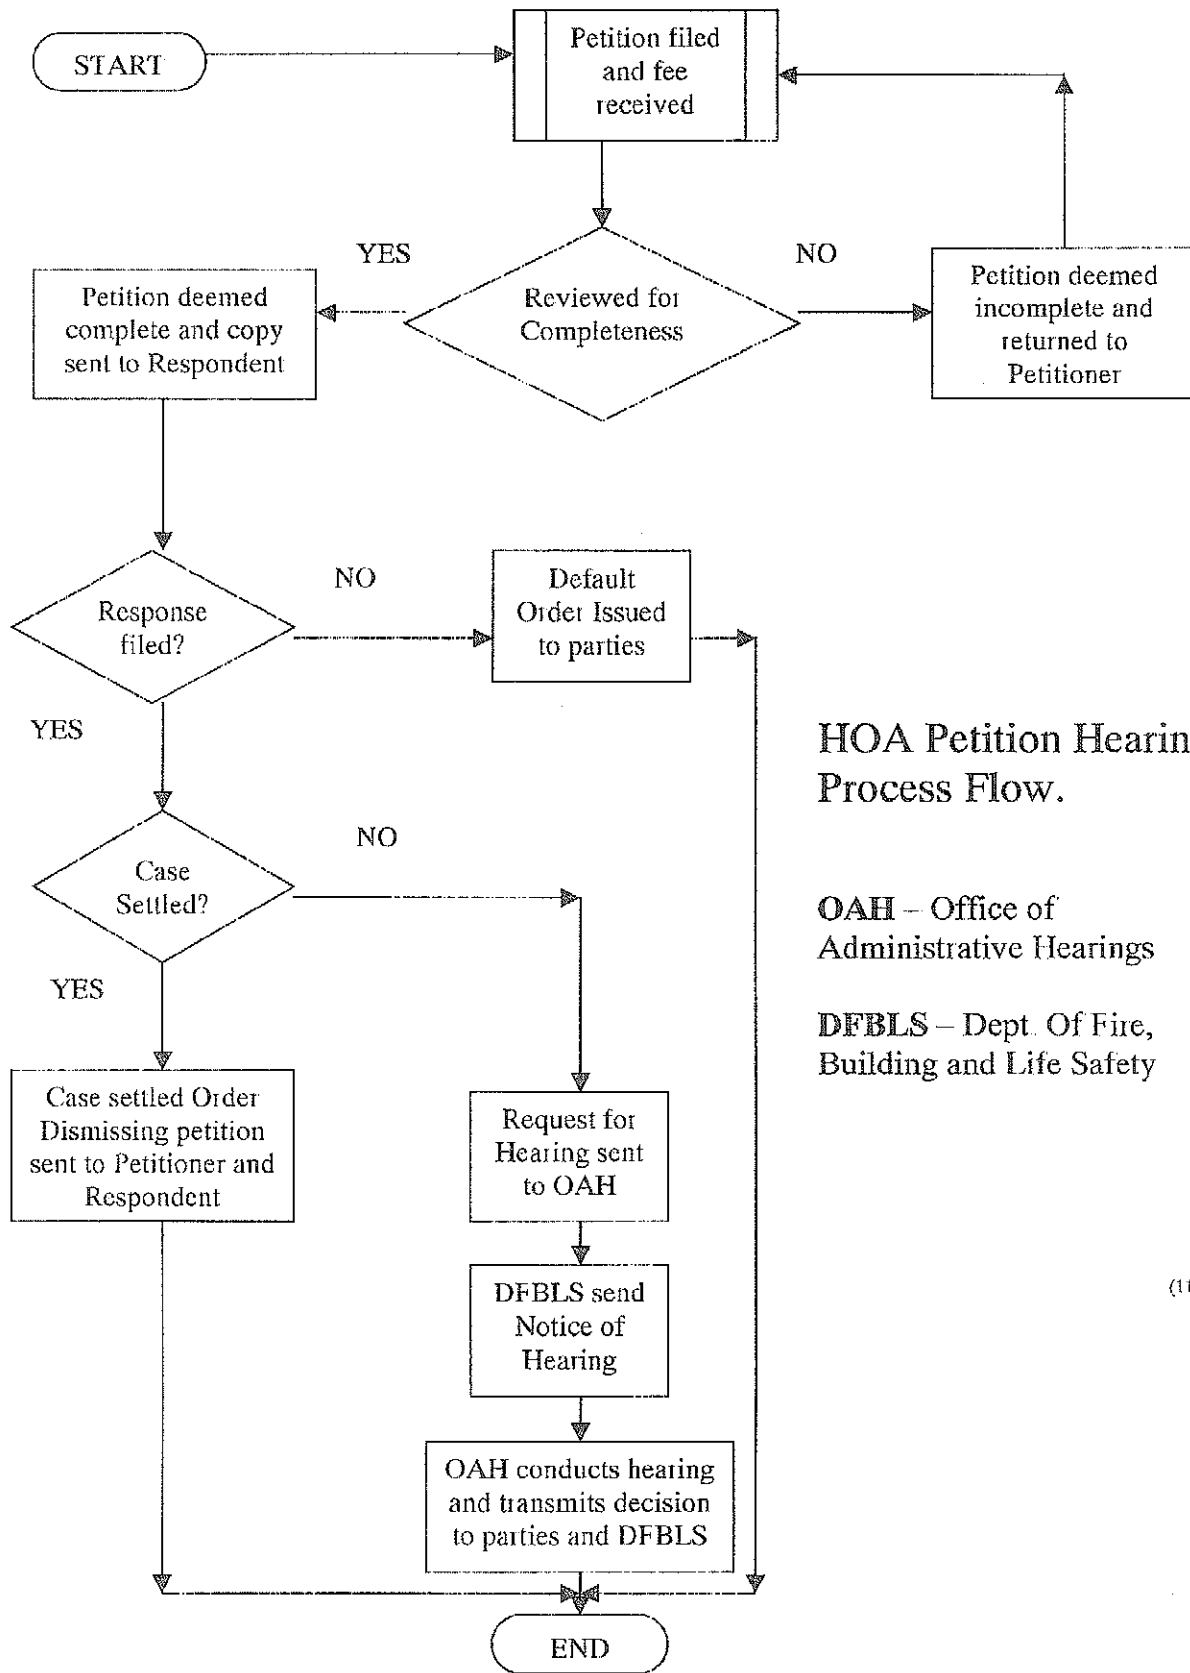 START
Petition filed
and fee
received
YES
NO
Reviewed for
Completeness
Petition deemed
complete and copy
sent to Respondent
Petition deemed
incomplete and
returned to
Petitioner
Response
filed?
NO
Default
Order Issued
to parties
YES
HOA Petition Hearin
Process Flow.
Case
Settled?
NO
OAH – Office of
Administrative Hearings
YES
DFBLS – Dept. Of Fire,
Building and Life Safety
Case settled Order
Dismissing petition
sent to Petitioner and
Respondent
Request for
Hearing sent
to OAH
DFBLS send
Notice of
Hearing
(11
OAH conducts hearing
and transmits decision
to parties and DFBLS
END